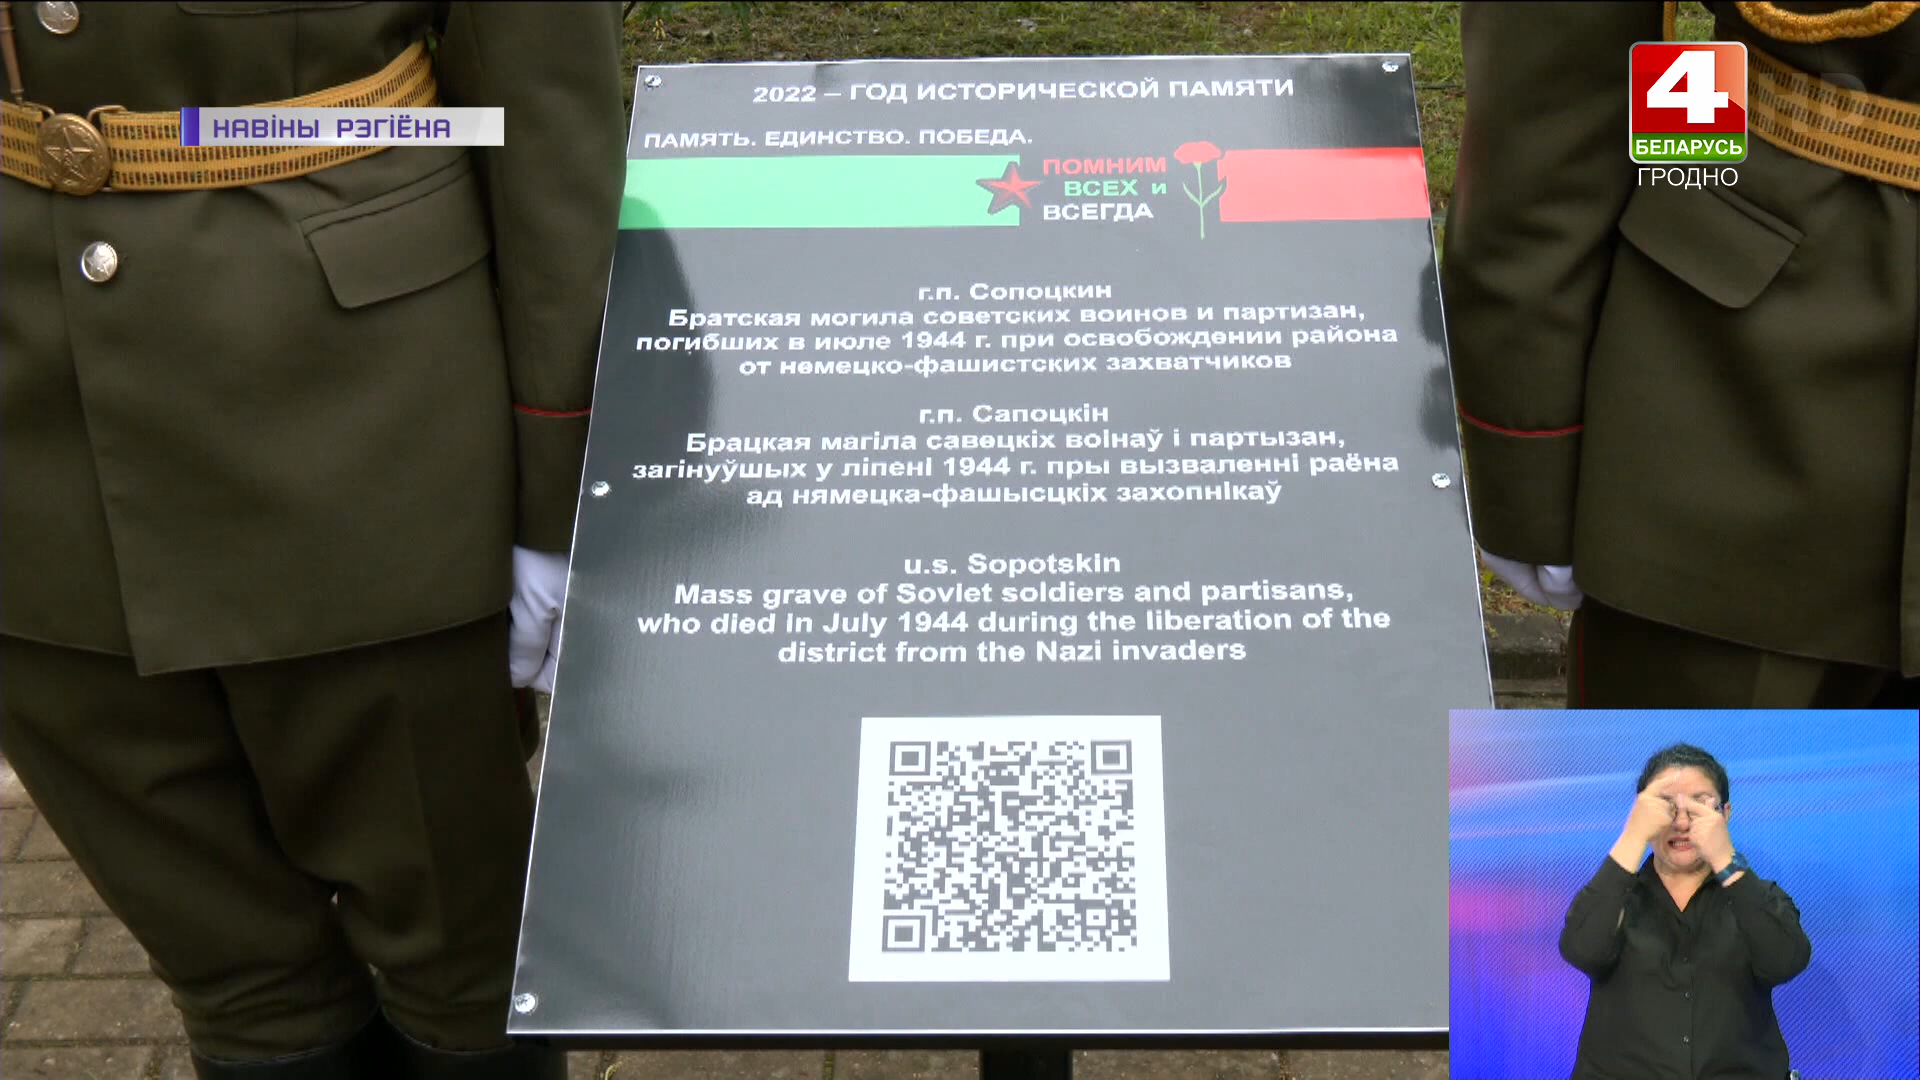 НАВІНЫ РЭГІЁНА
4
БЕЛАРУСЬ
ГРОДНО
2022 – ГОД ИСТОРИЧЕСКОЙ ПАМЯТИ
ПАМЯТЬ. ЕДИНСТВО. ПОБЕДА.
ПОМНИМ
ВСЕХ и
ВСЕГДА
г.п. Сопоцкин
Братская могила советских воинов и партизан,
погибших в июле 1944 г. при освобождении района
от немецко-фашистских захватчиков
г.п. Сапоцкін
Брацкая магіла савецкіх воінаў і партызан,
загінуўшых у ліпені 1944 г. пры вызваленні раёна
ад нямецка-фашысцкіх захопнікаў
u.s. Sopotskin
Mass grave of Soviet soldiers and partisans,
who died in July 1944 during the liberation of the
district from the Nazi invaders